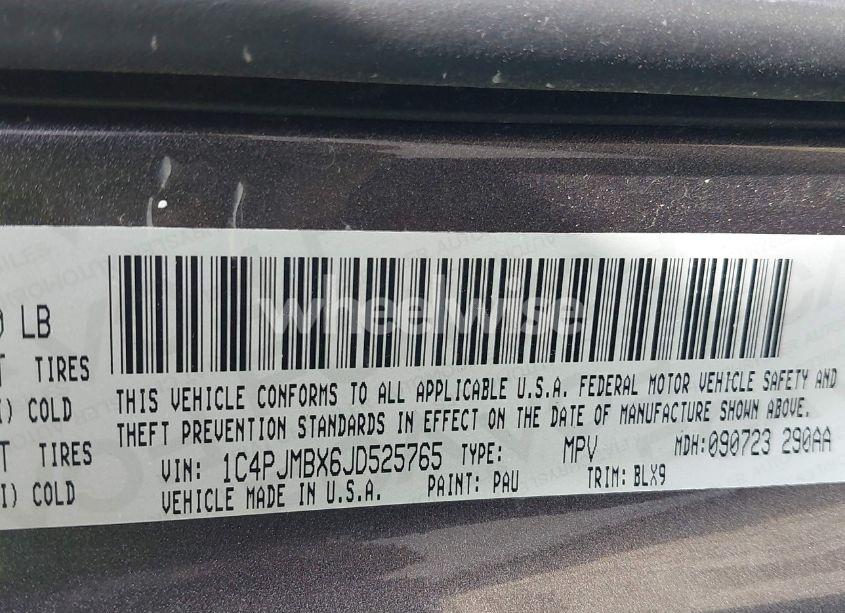 wheelwise
LB
THIS VEHICLE CONFORMS TO ALL APPLICABLE U.S.A. FEDERAL MOTOR VEHICLE SAFETY AND
TIRES
THEFT PREVENTION STANDARDS IN EFFECT ON THE DATE OF MANUFACTURE SHOWN ABOVE.
COLD
VIN: 1C4PJMBX6JD525765 TYPE: MPV MDH:090723 290AA
TIRES
VEHICLE MADE IN U.S.A. PAINT: PAU TRIM: BLX9
COLD